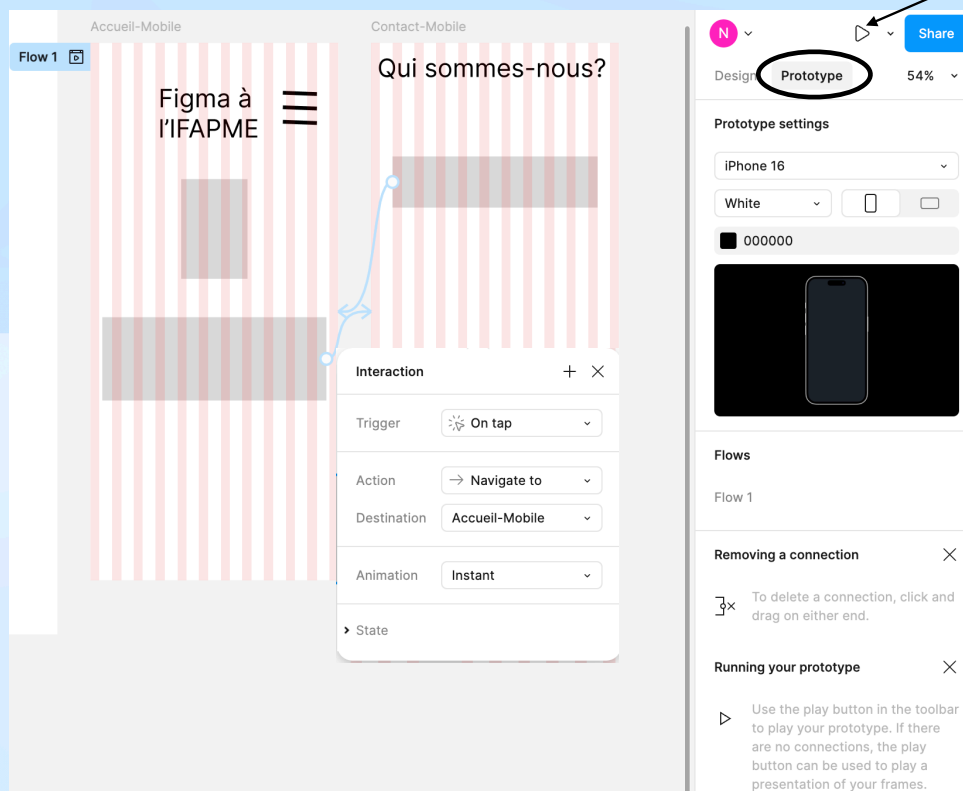 Accueil-Mobile
Contact-Mobile
Flow 1
Figma à
l'IFAPME
Qui sommes-nous?
Interaction
Trigger
On tap
Action
Navigate to
Destination
Accueil-Mobile
Animation
Instant
State
N
Share
Design
Prototype
54%
Prototype settings
iPhone 16
White
000000
Flows
Flow 1
Removing a connection
To delete a connection, click and
drag on either end.
Running your prototype
Use the play button in the toolbar
to play your prototype. If there
are no connections, the play
button can be used to play a
presentation of your frames.